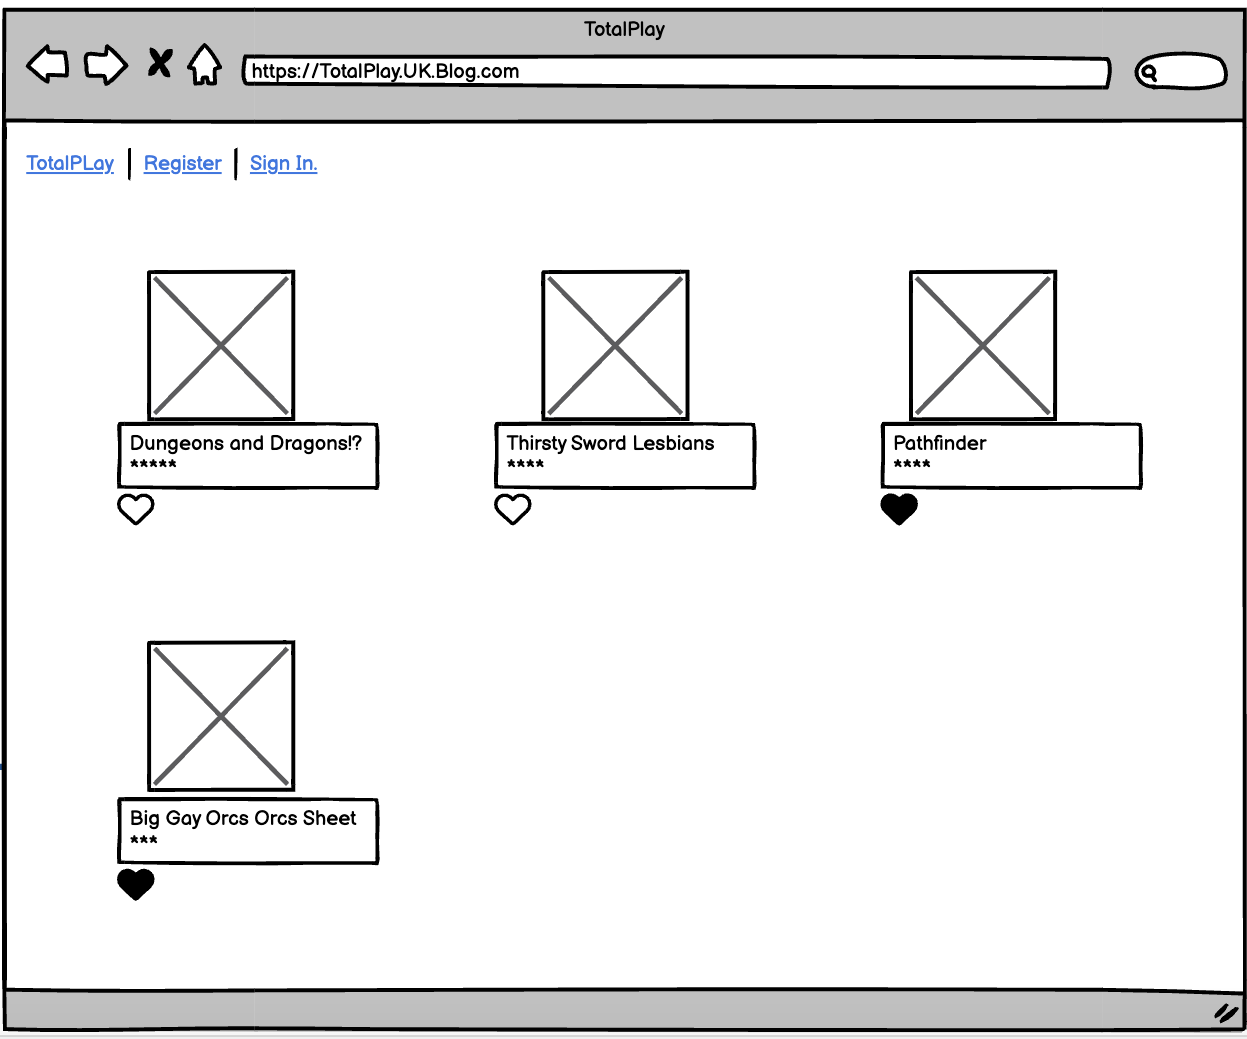 TotalPlay
https://TotalPlay.UK.Blog.com
TotalPLay | Register | Sign In.
Dungeons and Dragons!?
*****
Thirsty Sword Lesbians
****
Pathfinder
****
Big Gay Orcs Orcs Sheet
***